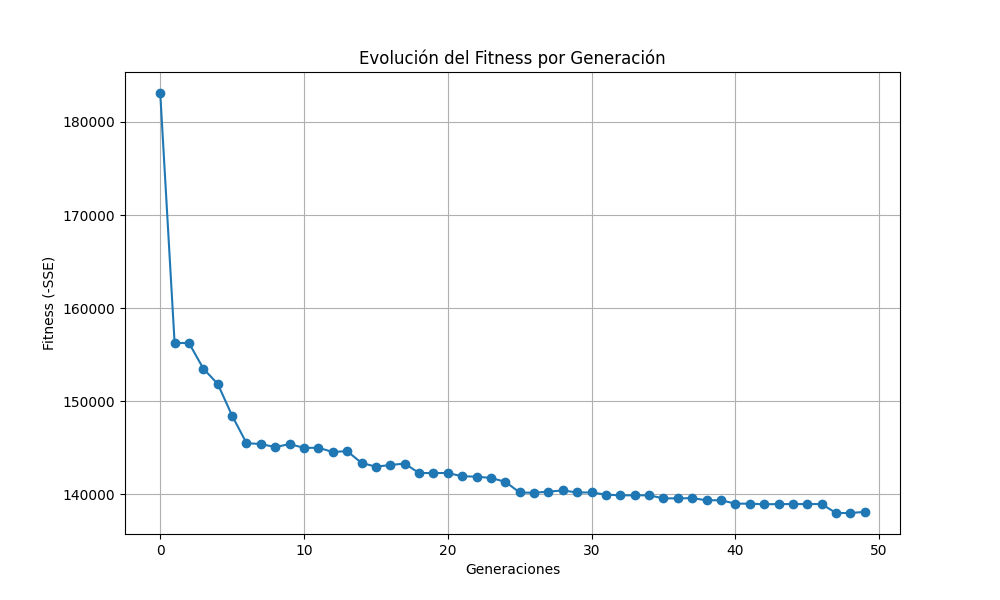 Evolución del Fitness por Generación
Fitness (-SSE)
180000
170000
160000
150000
140000
0 10 20 30 40 50
Generaciones